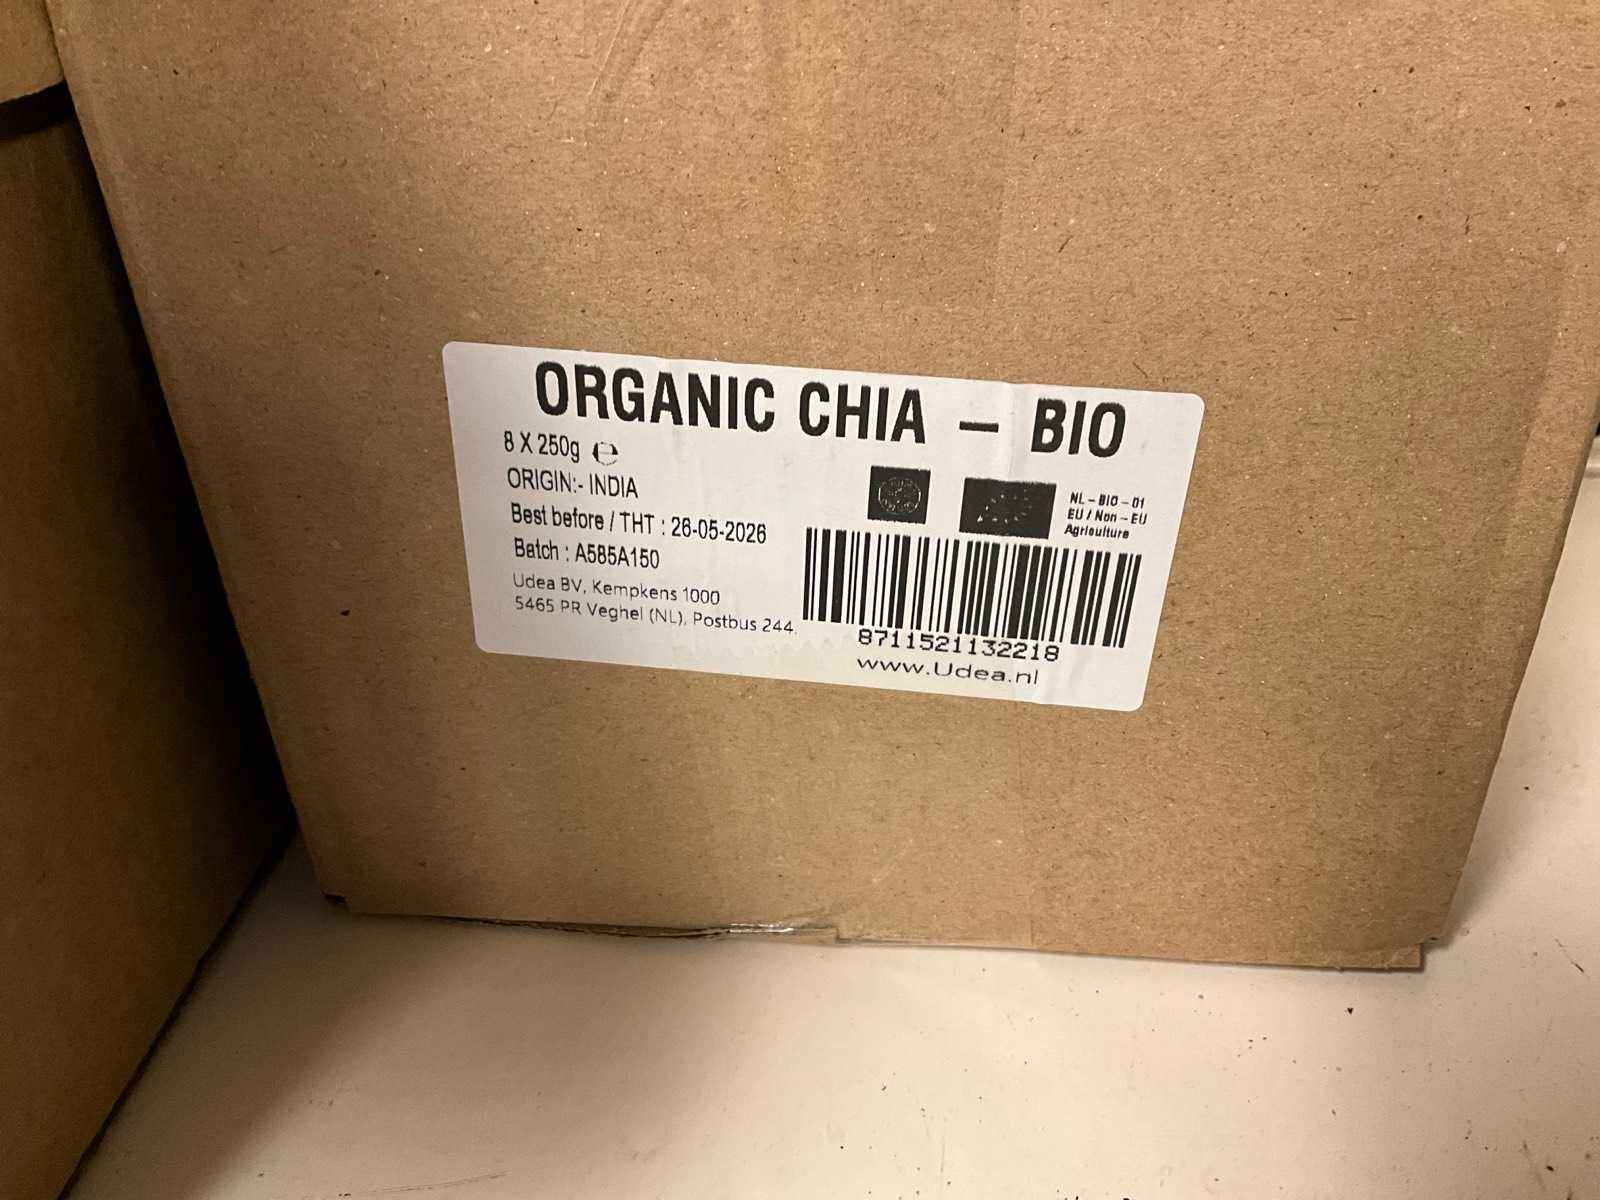 ORGANIC CHIA – BIO
8 X 250g ℮
ORIGIN:- INDIA
Best before / THT : 26-05-2026
Batch : A585A150
Udea BV, Kempkens 1000
5465 PR Veghel (NL), Postbus 244.
NL – BIO – 01
EU / Non – EU
Agriculture
8711521132218
www.Udea.nl